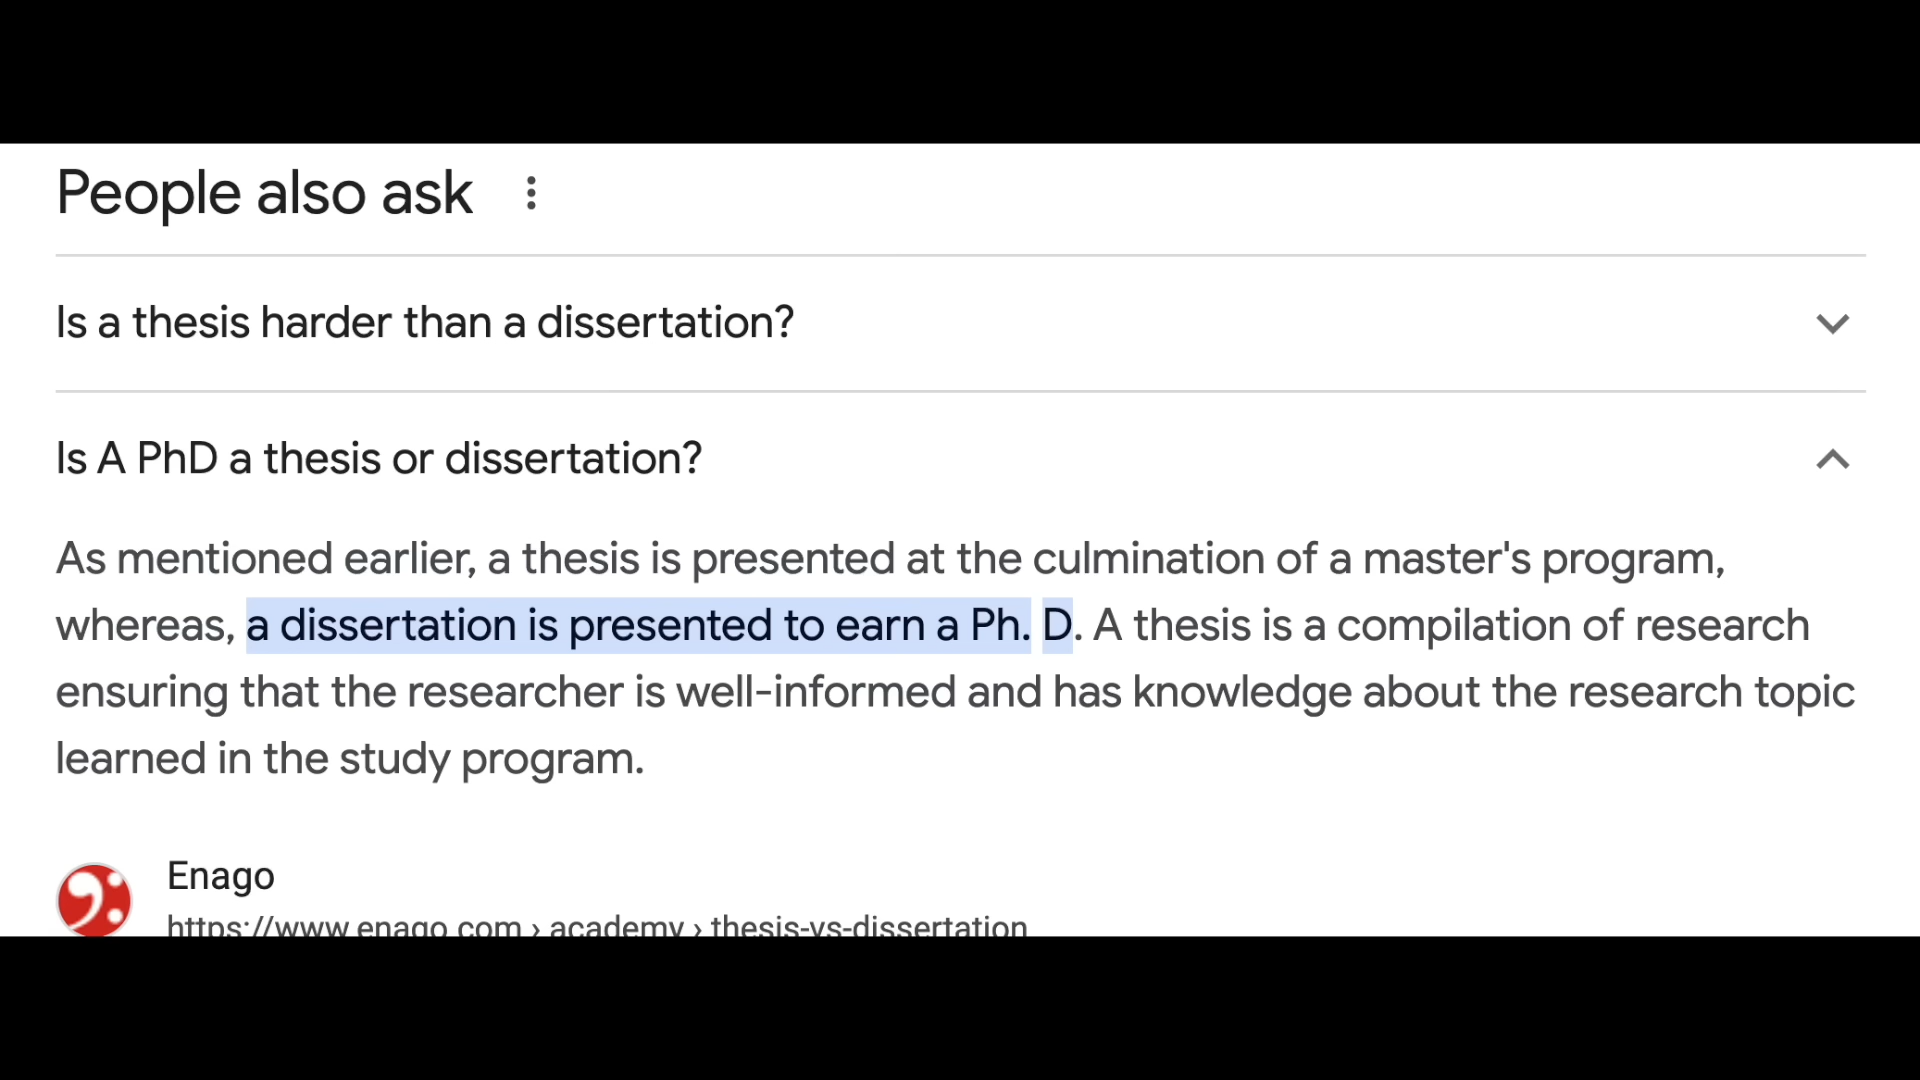 People also ask
Is a thesis harder than a dissertation?
Is A PhD a thesis or dissertation?
As mentioned earlier, a thesis is presented at the culmination of a master's program,
whereas, a dissertation is presented to earn a Ph. D. A thesis is a compilation of research
ensuring that the researcher is well-informed and has knowledge about the research topic
learned in the study program.
Enago
https://www.enago.com › academy › thesis-vs-dissertation